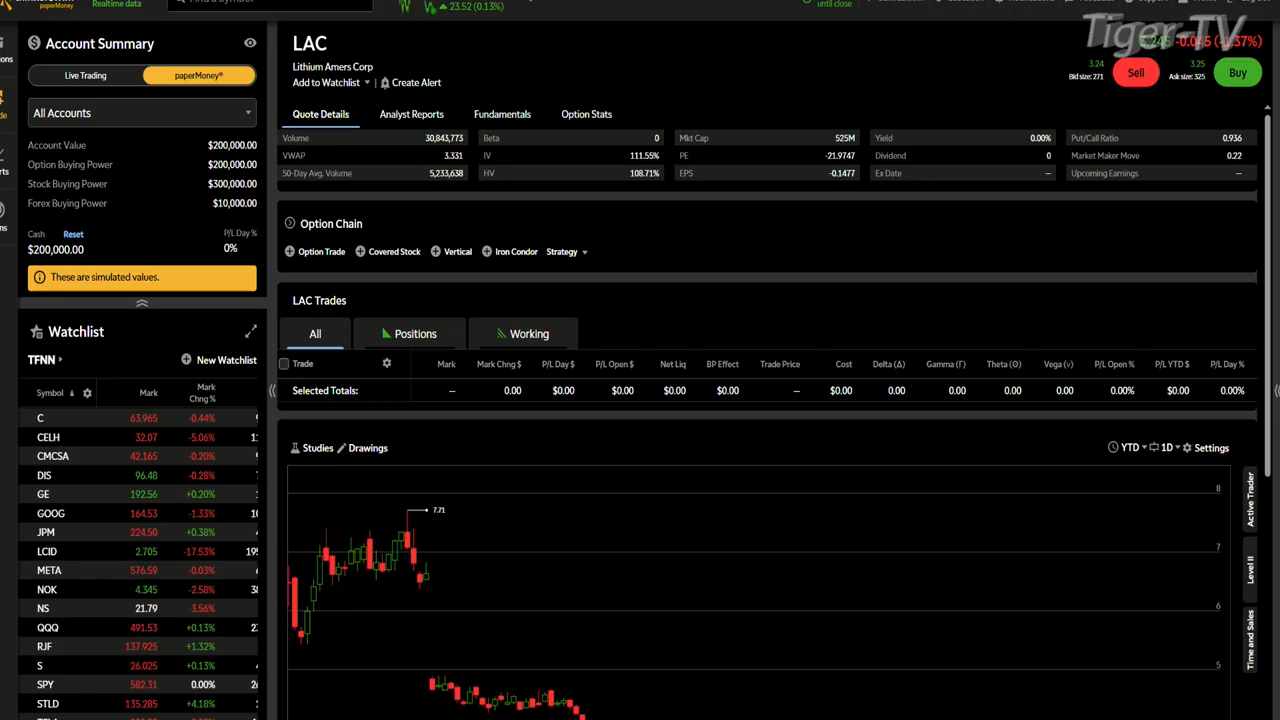 paperMoney
Realtime data
23.52 (0.13%)
until close
Tiger-TV
Account Summary
Live Trading
paperMoney®
All Accounts
Account Value $200,000.00
Option Buying Power $200,000.00
Stock Buying Power $300,000.00
Forex Buying Power $10,000.00
Cash Reset P/L Day %
$200,000.00 0%
These are simulated values.
Watchlist
TFNN New Watchlist
Symbol Mark Mark Chng %
C 63.965 -0.44%
CELH 32.07 -5.06%
CMCSA 42.165 -0.20%
DIS 96.48 -0.28%
GE 192.56 +0.20%
GOOG 164.53 -1.33%
JPM 224.50 +0.38%
LCID 2.705 -17.53%
META 576.59 -0.03%
NOK 4.345 -2.58%
NS 21.79 -3.56%
QQQ 491.53 +0.13%
RJF 137.925 +1.32%
S 26.025 +0.13%
SPY 582.31 0.00%
STLD 135.285 +4.18%
LAC
Lithium Amers Corp
Add to Watchlist Create Alert
3.245 -0.045 (-1.37%)
3.24
Bid size: 271
Sell
3.25
Ask size: 325
Buy
Quote Details Analyst Reports Fundamentals Option Stats
Volume 30,843,773 Beta 0 Mkt Cap 525M Yield 0.00% Put/Call Ratio 0.936
VWAP 3.331 IV 111.55% PE -21.9747 Dividend 0 Market Maker Move 0.22
50-Day Avg. Volume 5,233,638 HV 108.71% EPS -0.1477 Ex Date — Upcoming Earnings —
Option Chain
Option Trade Covered Stock Vertical Iron Condor Strategy
LAC Trades
All Positions Working
Trade Mark Mark Chng $ P/L Day $ P/L Open $ Net Liq BP Effect Trade Price Cost Delta (Δ) Gamma (Γ) Theta (Θ) Vega (ν) P/L Open % P/L YTD $ P/L Day %
Selected Totals: — 0.00 $0.00 $0.00 $0.00 $0.00 — $0.00 0.00 0.00 0.00 0.00 0.00% $0.00 0.00%
Studies Drawings YTD 1D Settings
8
7.71
7
6
5
Active Trader
Level II
Time and Sales